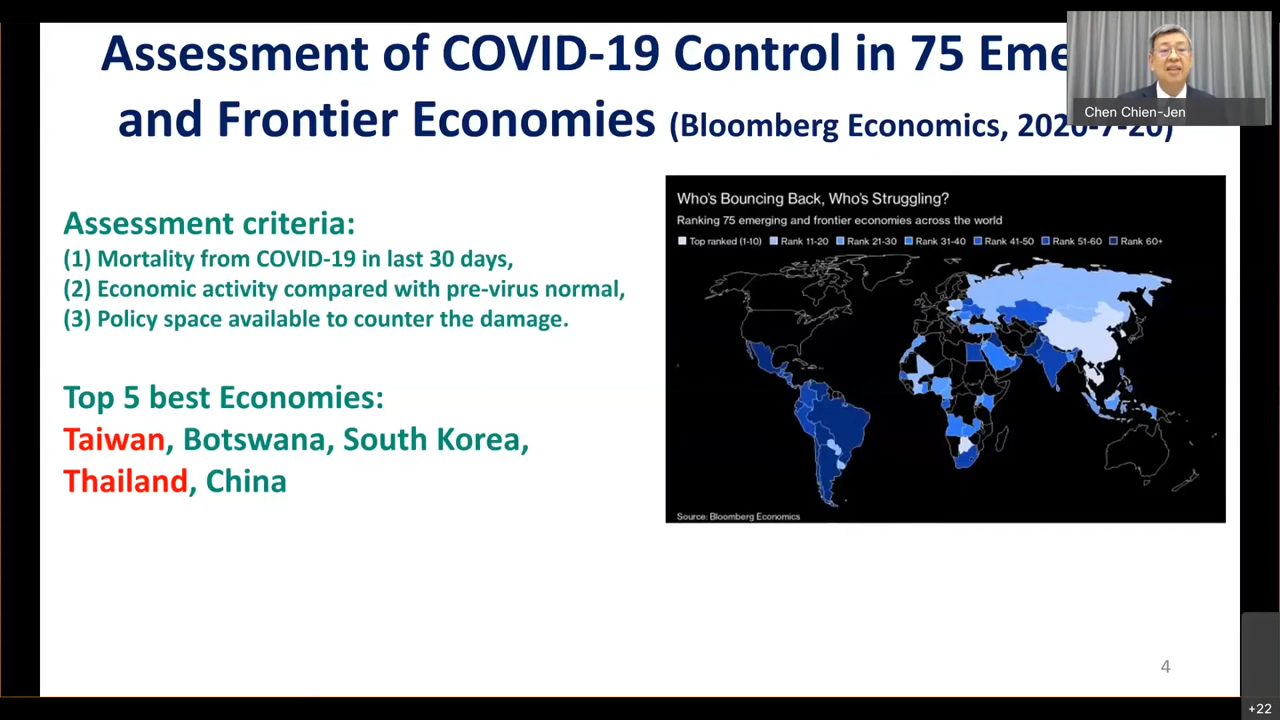 Assessment of COVID-19 Control in 75 Eme
and Frontier Economies (Bloomberg Economics, 2020-7-20)
Chen Chien-Jen
Assessment criteria:
(1) Mortality from COVID-19 in last 30 days,
(2) Economic activity compared with pre-virus normal,
(3) Policy space available to counter the damage.
Top 5 best Economies:
Taiwan, Botswana, South Korea,
Thailand, China
Who's Bouncing Back, Who's Struggling?
Ranking 75 emerging and frontier economies across the world
Top ranked (1-10) Rank 11-20 Rank 21-30 Rank 31-40 Rank 41-50 Rank 51-60 Rank 60+
Source: Bloomberg Economics
4
+22